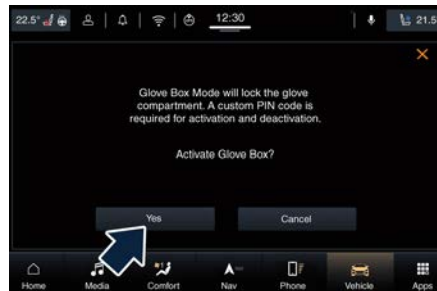 22.5° 12:30 21.5
Glove Box Mode will lock the glove
compartment. A custom PIN code is
required for activation and deactivation.
Activate Glove Box?
Yes Cancel
Home Media Comfort Nav Phone Vehicle Apps